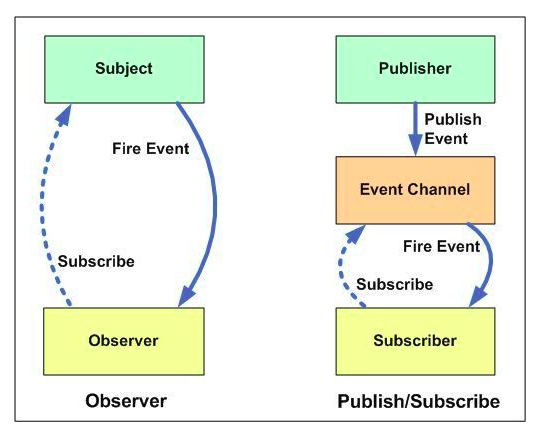 Subject
Fire Event
Subscribe
Observer
Observer
Publisher
Publish
Event
Event Channel
Fire Event
Subscribe
Subscriber
Publish/Subscribe